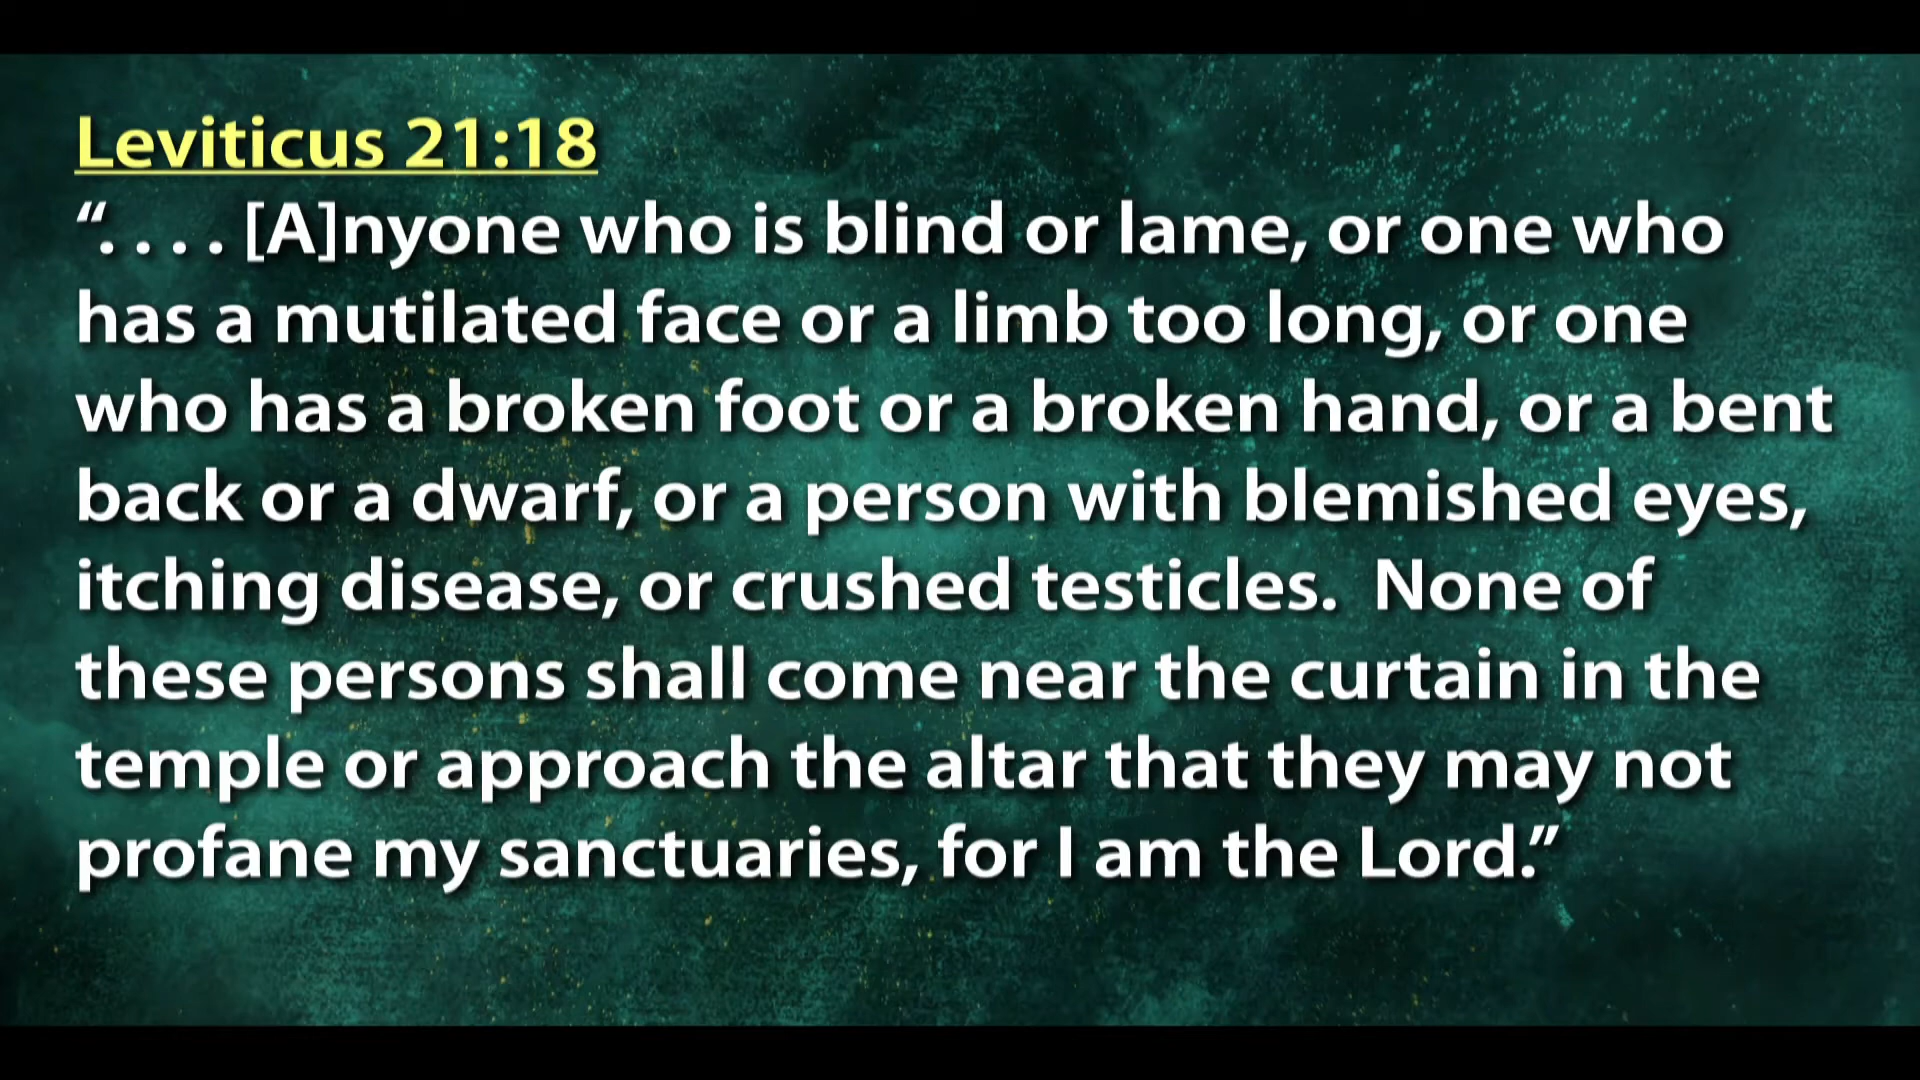 Leviticus 21:18
“. . . . [A]nyone who is blind or lame, or one who
has a mutilated face or a limb too long, or one
who has a broken foot or a broken hand, or a bent
back or a dwarf, or a person with blemished eyes,
itching disease, or crushed testicles.  None of
these persons shall come near the curtain in the
temple or approach the altar that they may not
profane my sanctuaries, for I am the Lord.”